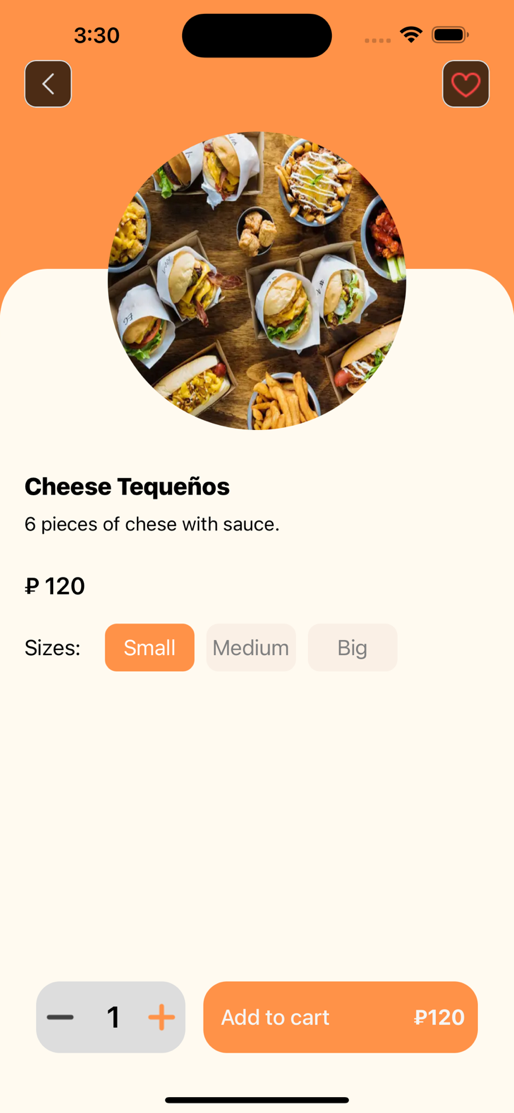 3:30
Cheese Tequeños
6 pieces of chese with sauce.
₽ 120
Sizes: Small Medium Big
1
Add to cart ₽120